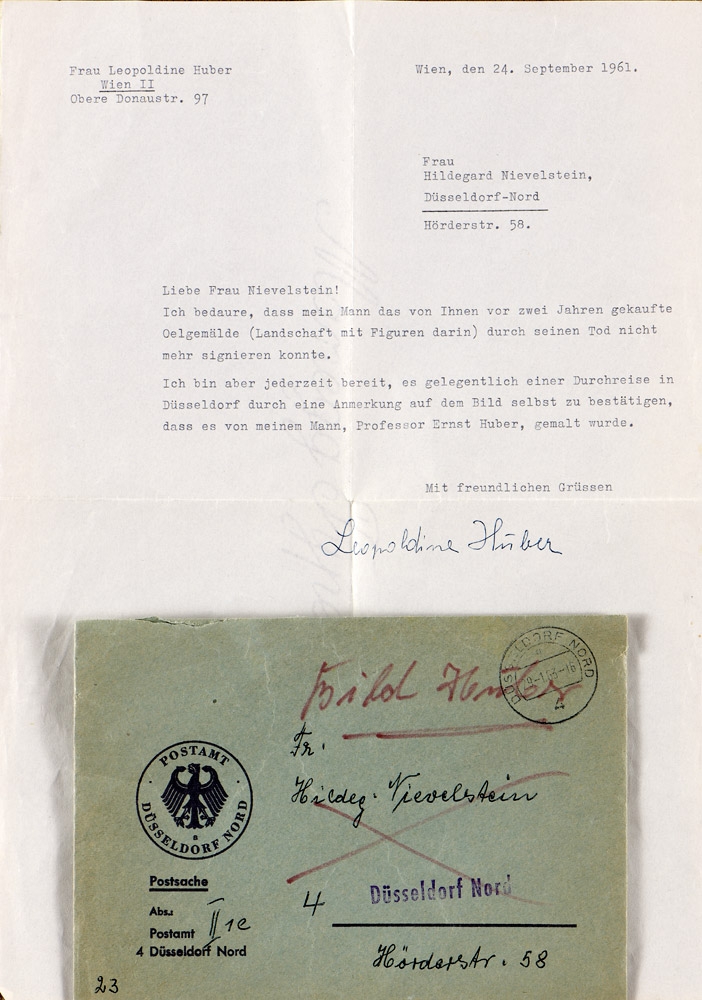 Frau Leopoldine Huber
Wien II
Obere Donaustr. 97
Wien, den 24. September 1961.
Frau
Hildegard Nievelstein,
Düsseldorf-Nord
Hörderstr. 58.
Liebe Frau Nievelstein!
Ich bedaure, dass mein Mann das von Ihnen vor zwei Jahren gekaufte
Oelgemälde (Landschaft mit Figuren darin) durch seinen Tod nicht
mehr signieren konnte.
Ich bin aber jederzeit bereit, es gelegentlich einer Durchreise in
Düsseldorf durch eine Anmerkung auf dem Bild selbst zu bestätigen,
dass es von meinem Mann, Professor Ernst Huber, gemalt wurde.
Mit freundlichen Grüssen
Leopoldine Huber
Bild Huber
DÜSSELDORF NORD
4
Fr.
Hildeg. Nievelstein
POSTAMT
DÜSSELDORF NORD
Postsache
Abs.:
Postamt
4 Düsseldorf Nord
4 Düsseldorf Nord
Hörderstr. 58
23